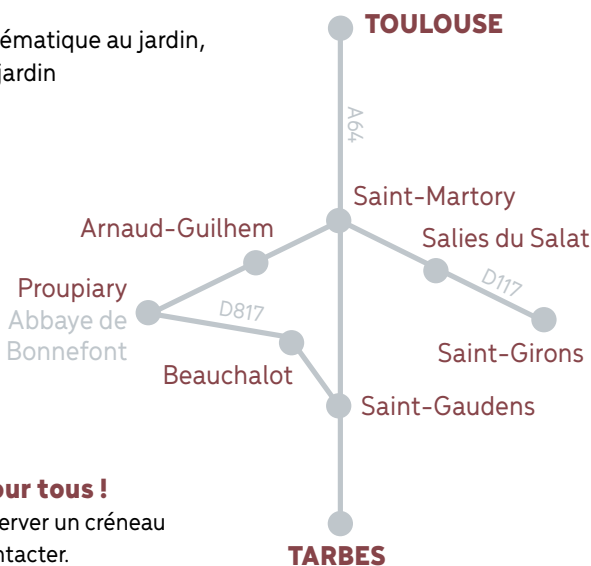 TOULOUSE
ématique au jardin,
jardin
A64
Saint-Martory
Arnaud-Guilhem
Salies du Salat
Proupiary
D817
D117
Abbaye de
Bonnefont
Saint-Girons
Beauchalot
Saint-Gaudens
our tous !
erver un créneau
ntacter.
TARBES